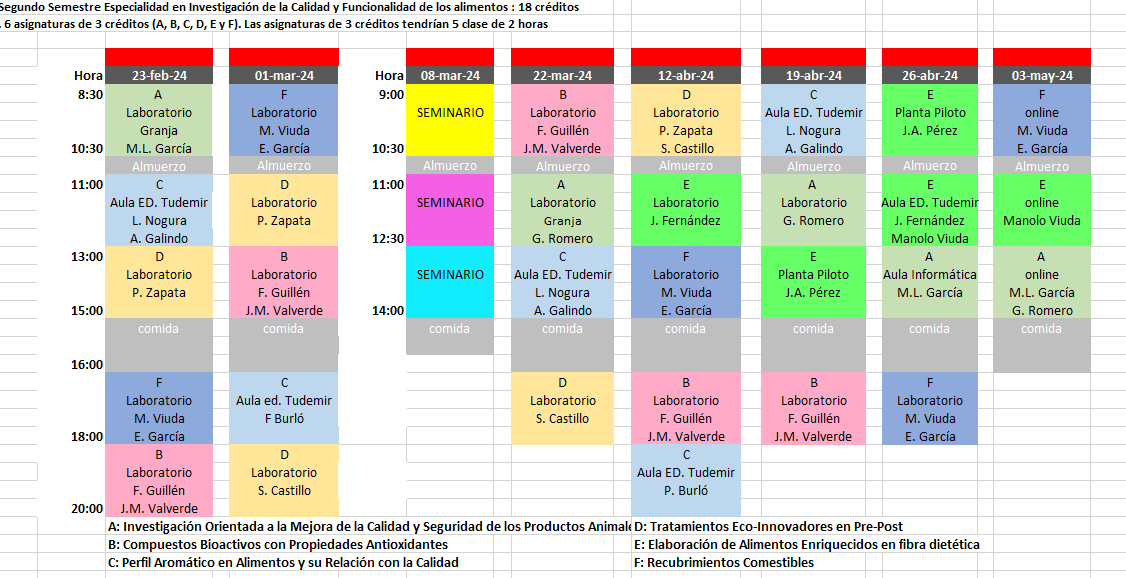 Segundo Semestre Especialidad en Investigación de la Calidad y Funcionalidad de los alimentos : 18 créditos
. 6 asignaturas de 3 créditos (A, B, C, D, E y F). Las asignaturas de 3 créditos tendrían 5 clase de 2 horas
Hora 23-feb-24 01-mar-24 Hora 08-mar-24 22-mar-24 12-abr-24 19-abr-24 26-abr-24 03-may-24
8:30 A F 9:00 B D C E F
Laboratorio Laboratorio SEMINARIO Laboratorio Laboratorio Aula ED. Tudemir Planta Piloto online
Granja M. Viuda F. Guillén P. Zapata L. Nogura J.A. Pérez M. Viuda
10:30 M.L. García E. García 10:30 J.M. Valverde S. Castillo A. Galindo E. García
Almuerzo Almuerzo Almuerzo Almuerzo Almuerzo Almuerzo Almuerzo Almuerzo
11:00 C D 11:00 A E A E E
Aula ED. Tudemir Laboratorio SEMINARIO Laboratorio Laboratorio Laboratorio Aula ED. Tudemir online
L. Nogura P. Zapata Granja J. Fernández G. Romero J. Fernández Manolo Viuda
A. Galindo 12:30 G. Romero Manolo Viuda
13:00 D B C F E A A
Laboratorio Laboratorio SEMINARIO Aula ED. Tudemir Laboratorio Planta Piloto Aula Informática online
P. Zapata F. Guillén L. Nogura M. Viuda J.A. Pérez M.L. García M.L. García
15:00 J.M. Valverde 14:00 A. Galindo E. García G. Romero
comida comida comida comida comida comida comida comida
16:00
F C D B B F
Laboratorio Aula ed. Tudemir Laboratorio Laboratorio Laboratorio Laboratorio
M. Viuda F Burló S. Castillo F. Guillén F. Guillén M. Viuda
18:00 E. García J.M. Valverde J.M. Valverde E. García
B D C
Laboratorio Laboratorio Aula ED. Tudemir
F. Guillén S. Castillo P. Burló
20:00 J.M. Valverde
A: Investigación Orientada a la Mejora de la Calidad y Seguridad de los Productos Animale D: Tratamientos Eco-Innovadores en Pre-Post
B: Compuestos Bioactivos con Propiedades Antioxidantes E: Elaboración de Alimentos Enriquecidos en fibra dietética
C: Perfil Aromático en Alimentos y su Relación con la Calidad F: Recubrimientos Comestibles